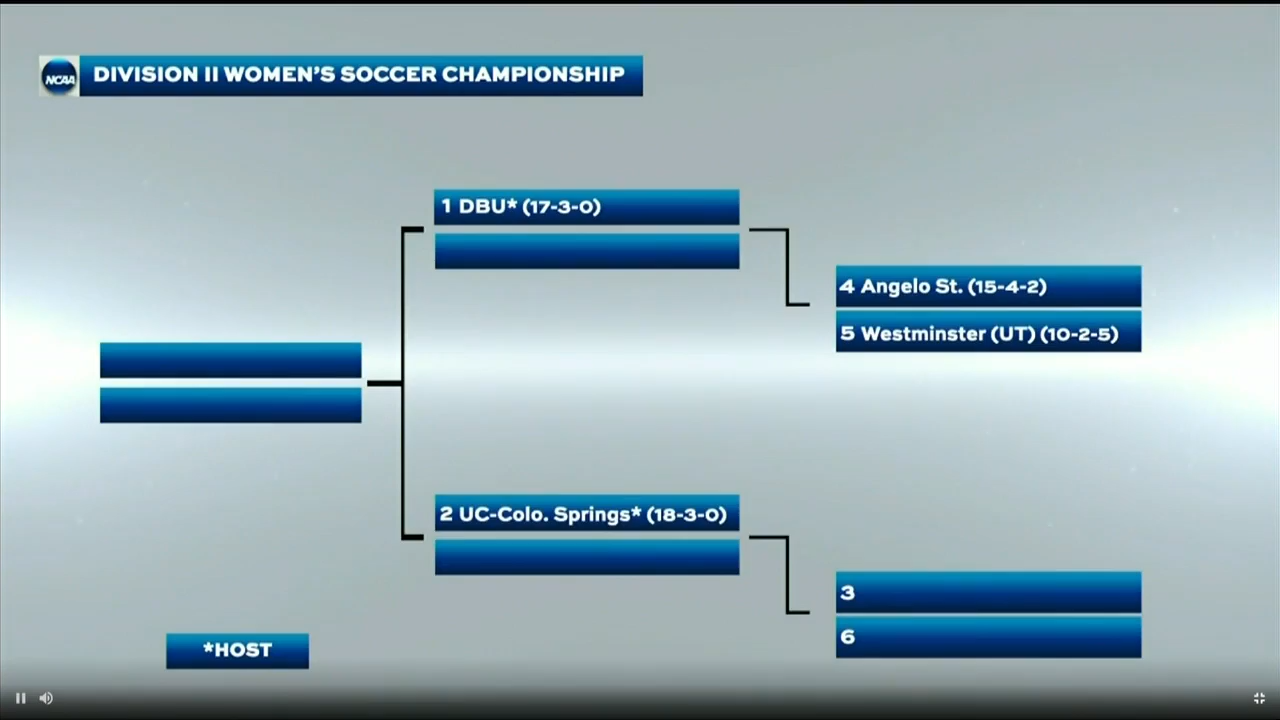 NCAA
DIVISION II WOMEN'S SOCCER CHAMPIONSHIP
1 DBU* (17-3-0)
4 Angelo St. (15-4-2)
5 Westminster (UT) (10-2-5)
2 UC-Colo. Springs* (18-3-0)
3
6
*HOST